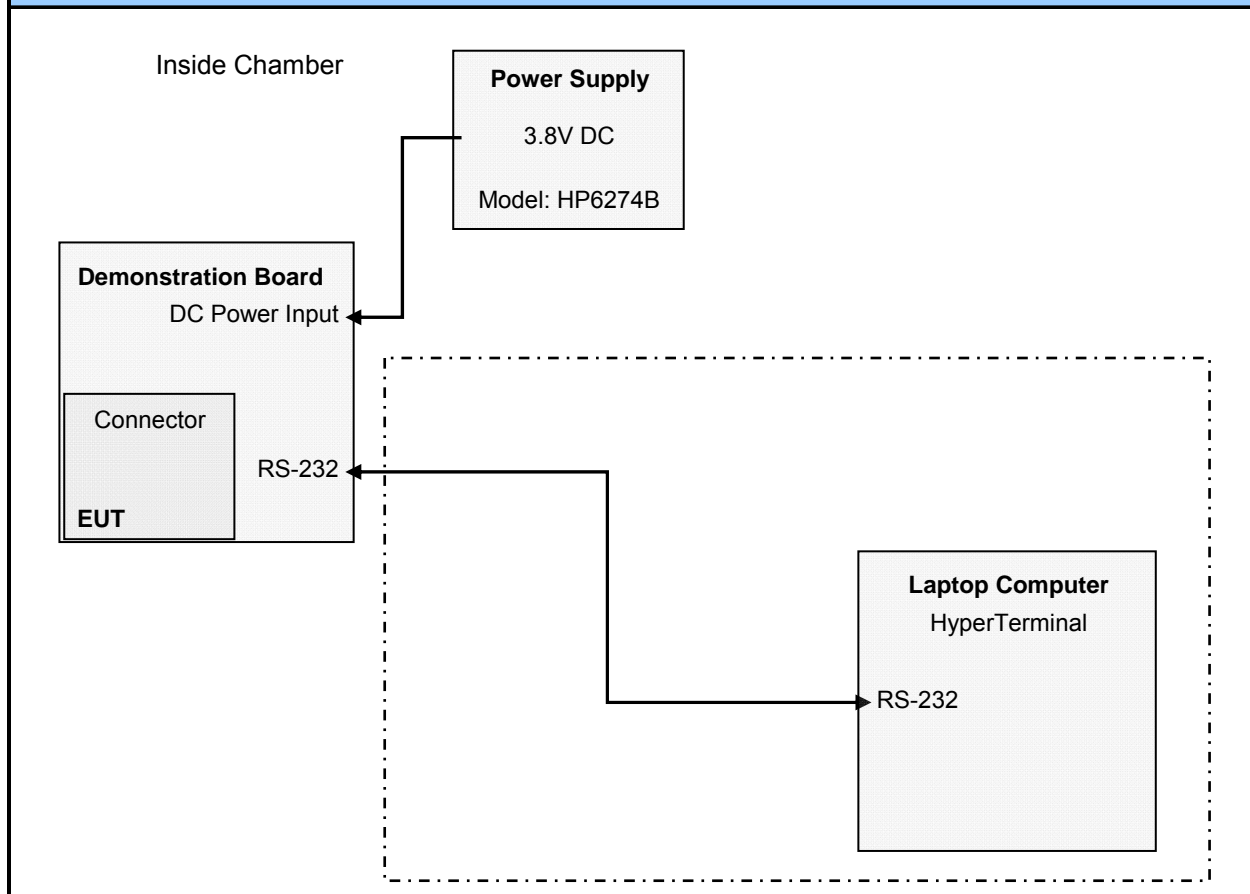 Inside Chamber
Power Supply
3.8V DC
Model: HP6274B
Demonstration Board
DC Power Input
Connector
RS-232
EUT
Laptop Computer
HyperTerminal
RS-232